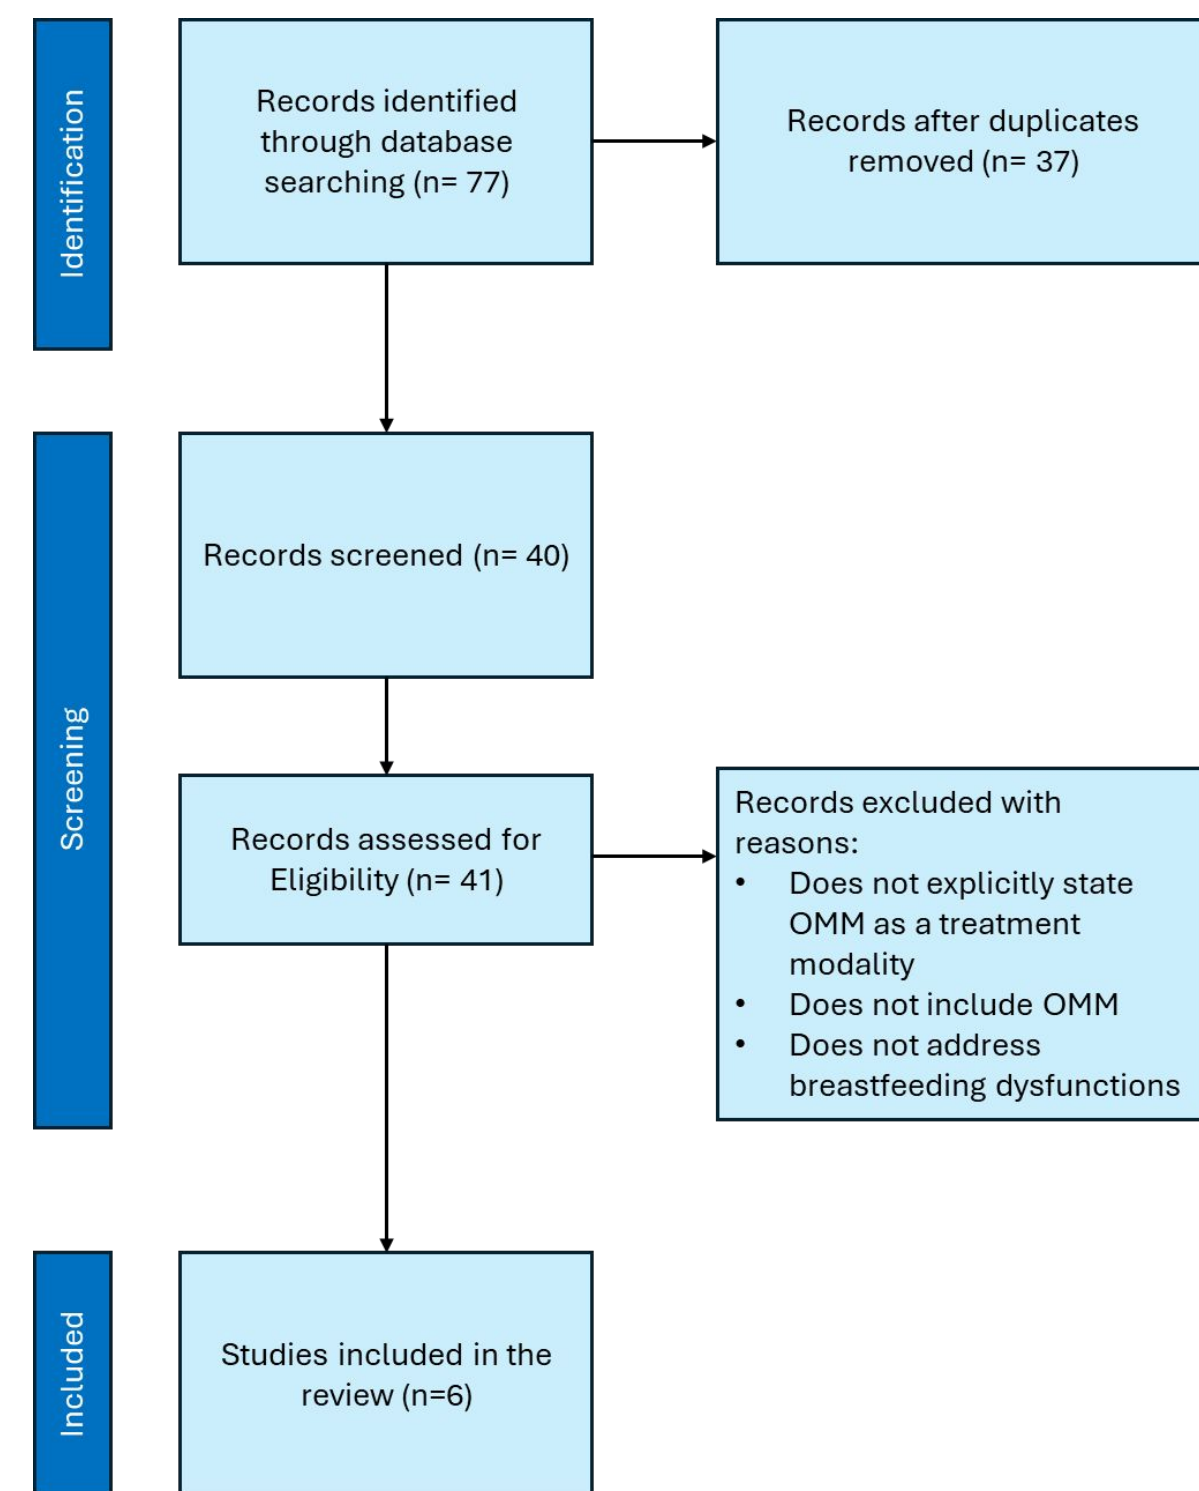 Identification
Records identified
through database
searching (n= 77)
Records after duplicates
removed (n= 37)
Screening
Records screened (n= 40)
Records assessed for
Eligibility (n= 41)
Records excluded with
reasons:
• Does not explicitly state
OMM as a treatment
modality
• Does not include OMM
• Does not address
breastfeeding dysfunctions
Included
Studies included in the
review (n=6)